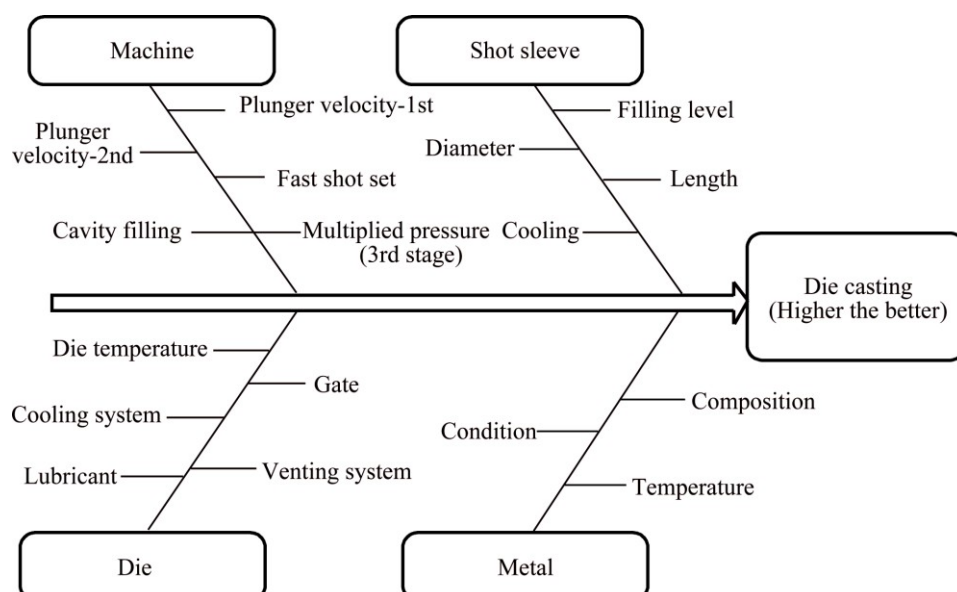 Machine
Shot sleeve
Plunger velocity-1st
Filling level
Plunger
velocity-2nd
Diameter
Fast shot set
Length
Cavity filling
Multiplied pressure
(3rd stage)
Cooling
Die casting
(Higher the better)
Die temperature
Gate
Composition
Cooling system
Condition
Lubricant
Venting system
Temperature
Die
Metal